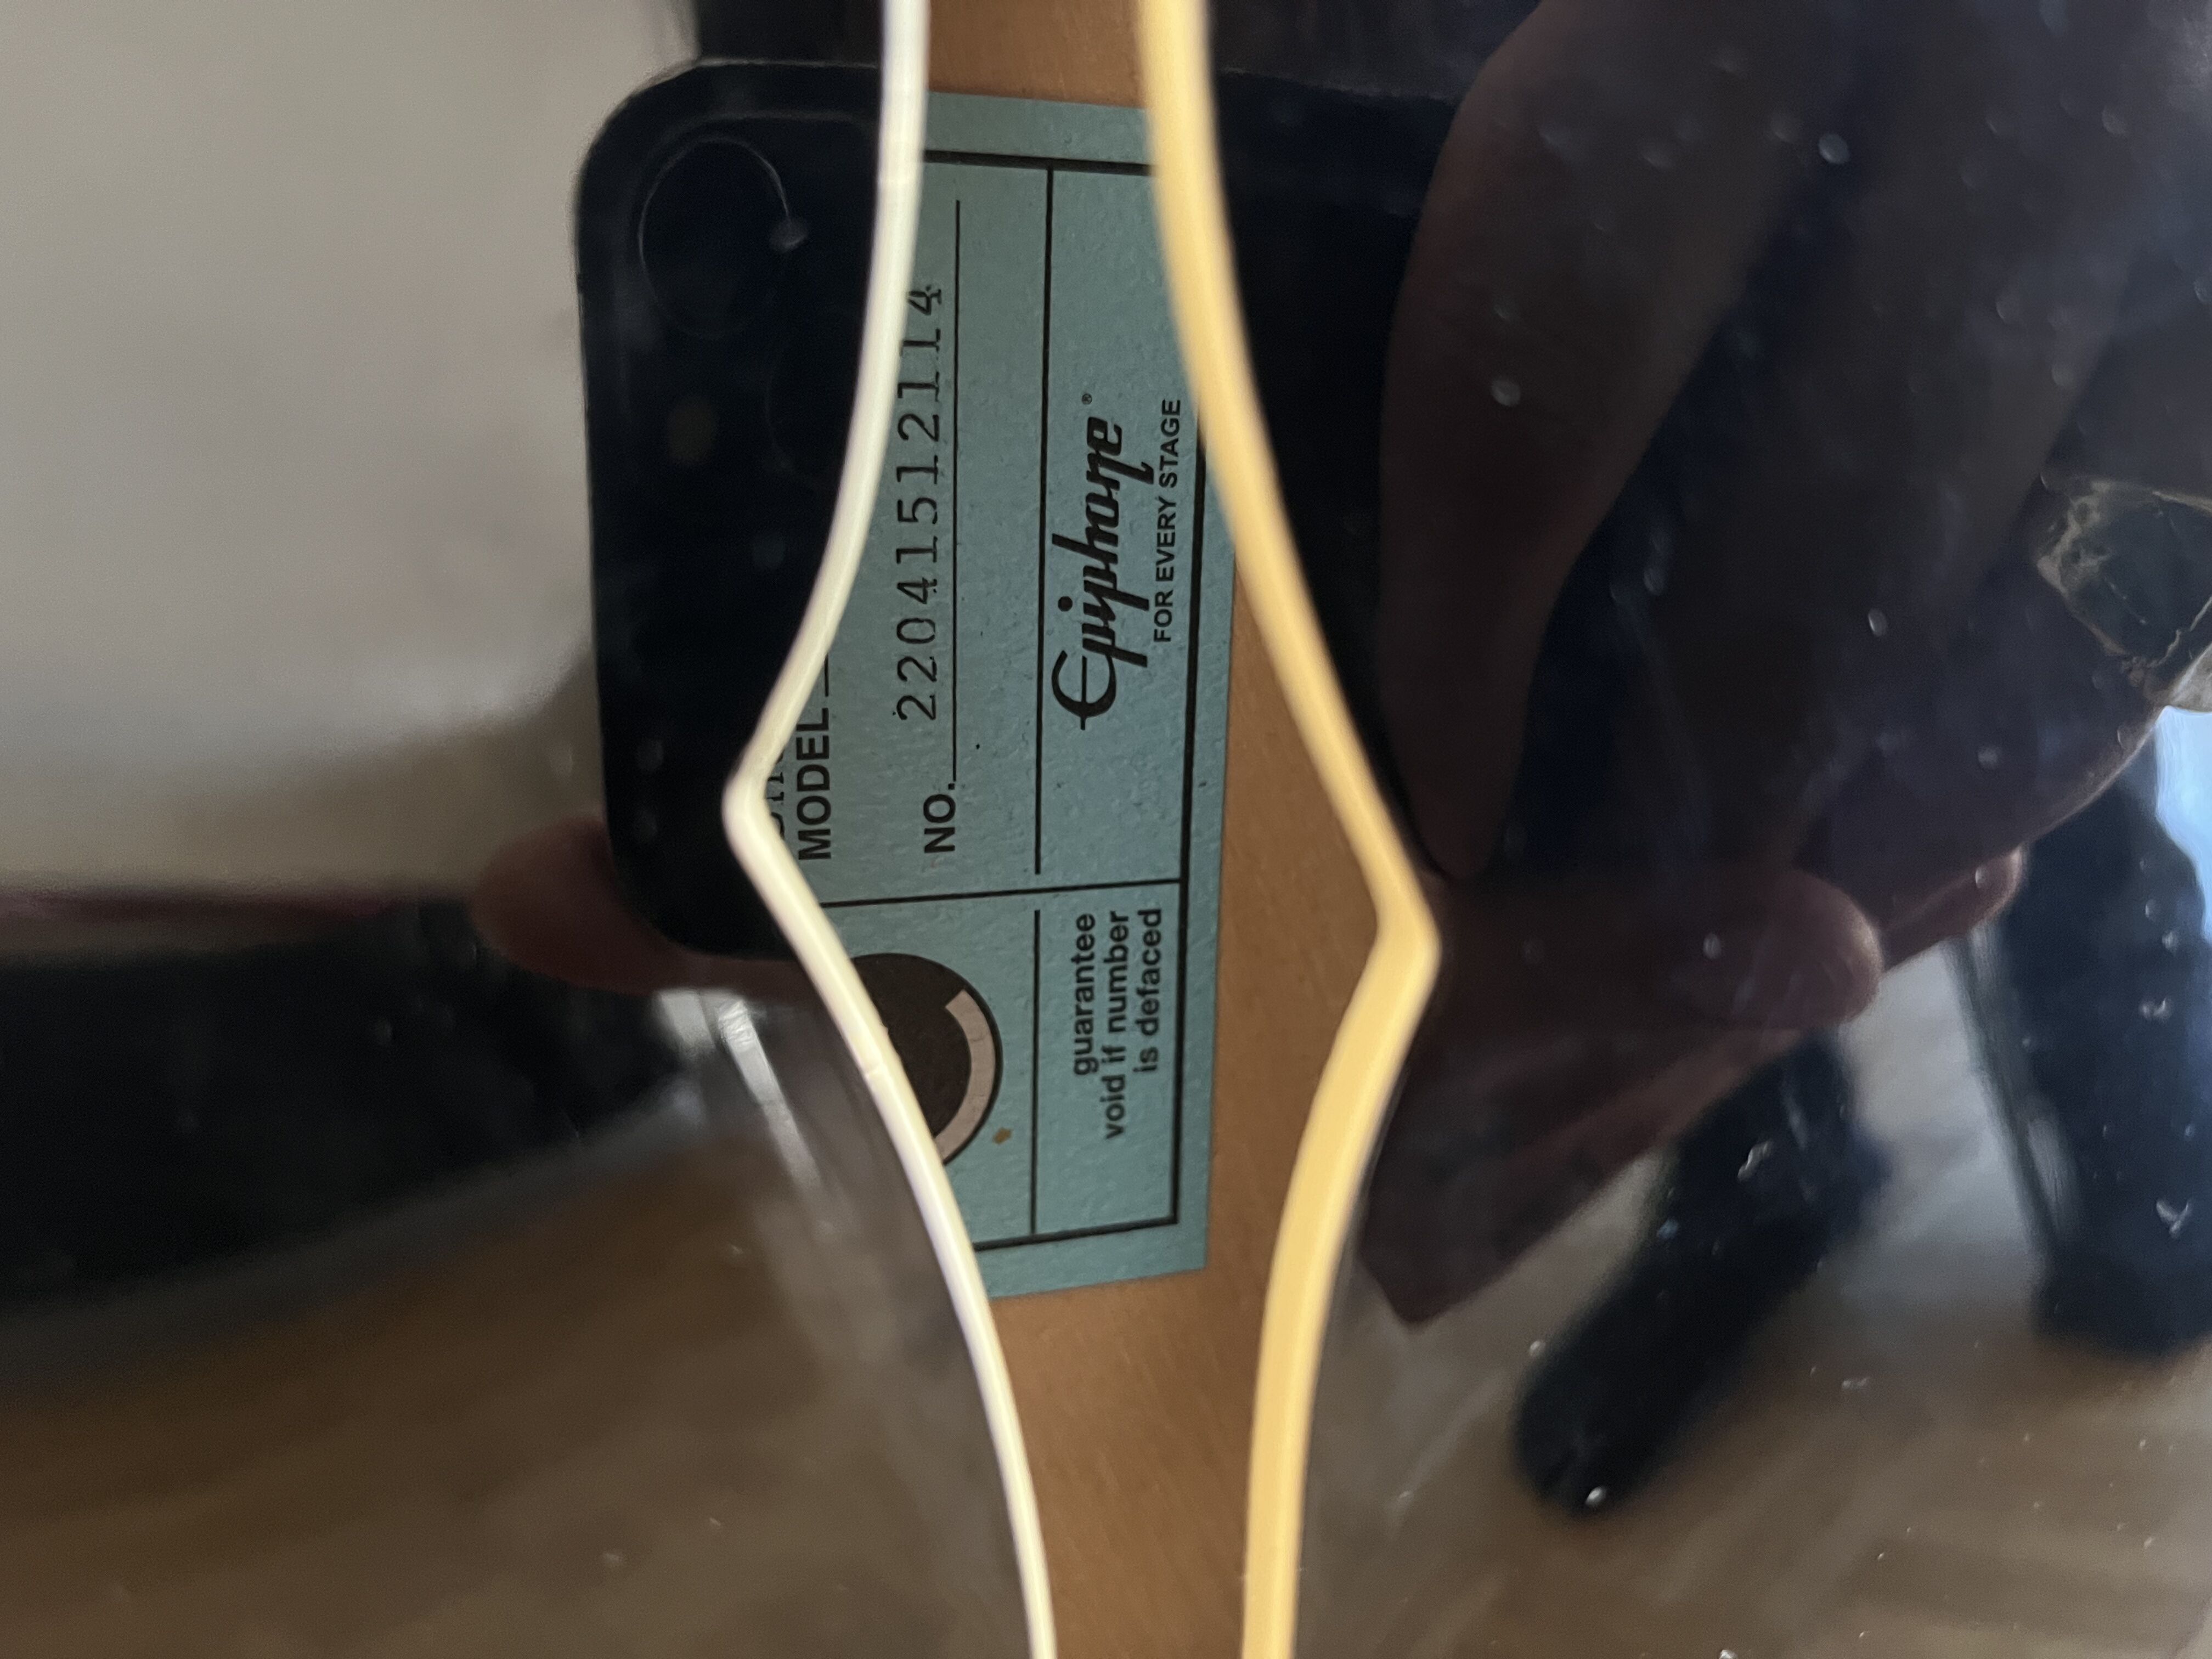 MODEL
NO. 22041512114
Epiphone®
FOR EVERY STAGE
guarantee
void if number
is defaced